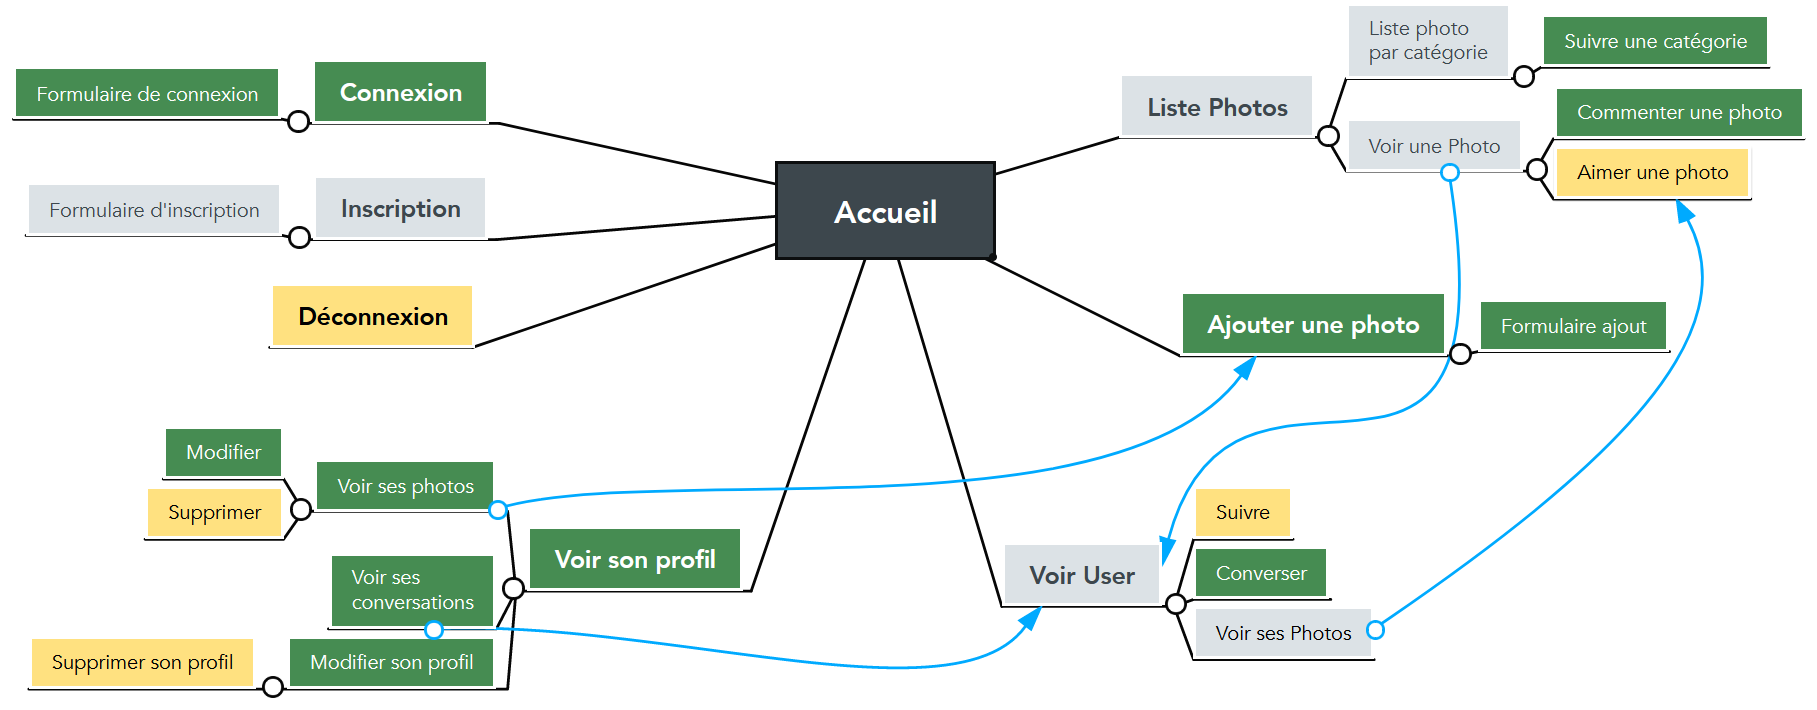 Liste photo
par catégorie
Suivre une catégorie
Formulaire de connexion
Connexion
Liste Photos
Commenter une photo
Voir une Photo
Aimer une photo
Formulaire d'inscription
Inscription
Accueil
Déconnexion
Ajouter une photo
Formulaire ajout
Modifier
Voir ses photos
Supprimer
Suivre
Voir son profil
Voir User
Converser
Voir ses
conversations
Voir ses Photos
Supprimer son profil
Modifier son profil